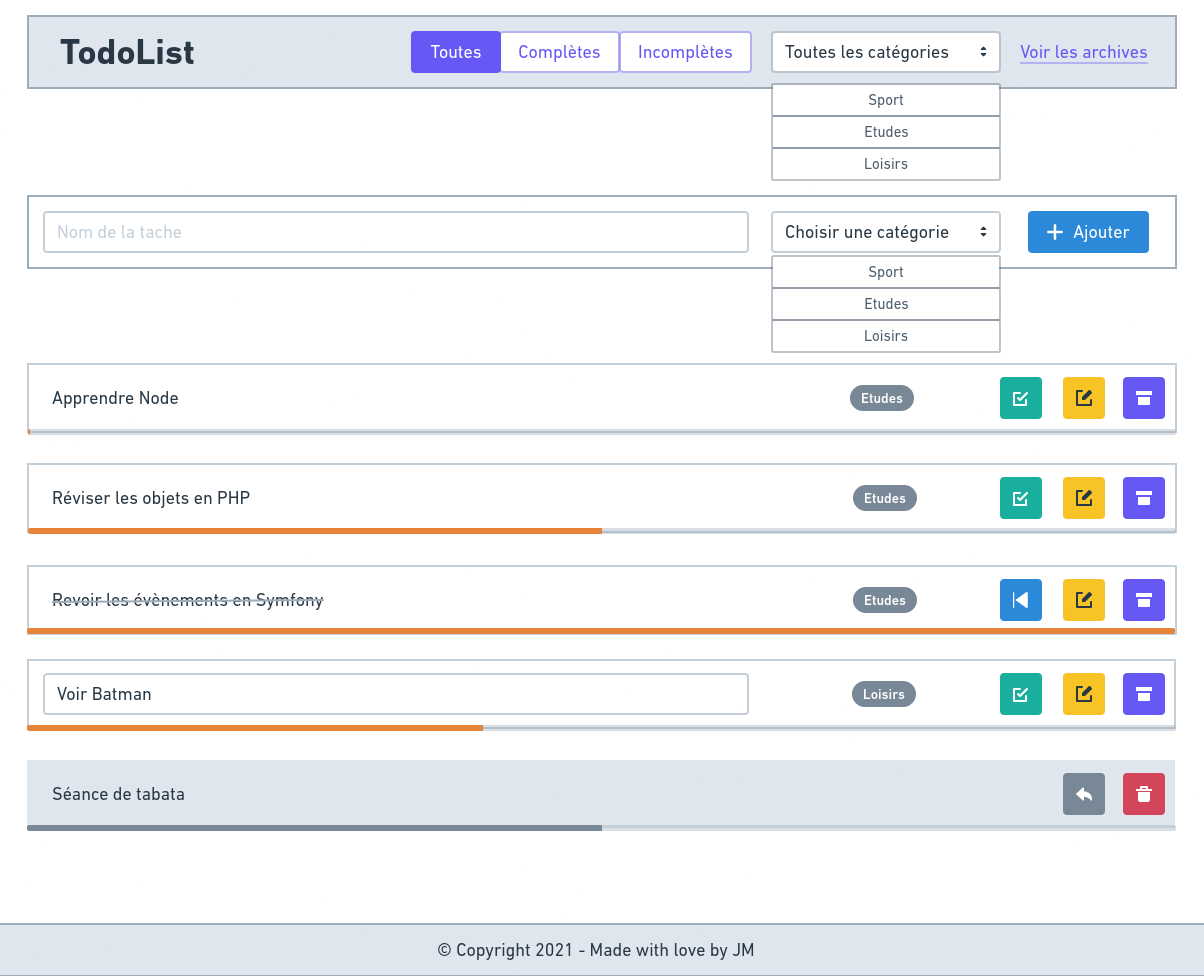 TodoList
Toutes
Complètes
Incomplètes
Toutes les catégories
Voir les archives
Sport
Etudes
Loisirs
Nom de la tache
Choisir une catégorie
Ajouter
Sport
Etudes
Loisirs
Apprendre Node
Etudes
Réviser les objets en PHP
Etudes
Revoir les évènements en Symfony
Etudes
Voir Batman
Loisirs
Séance de tabata
© Copyright 2021 - Made with love by JM